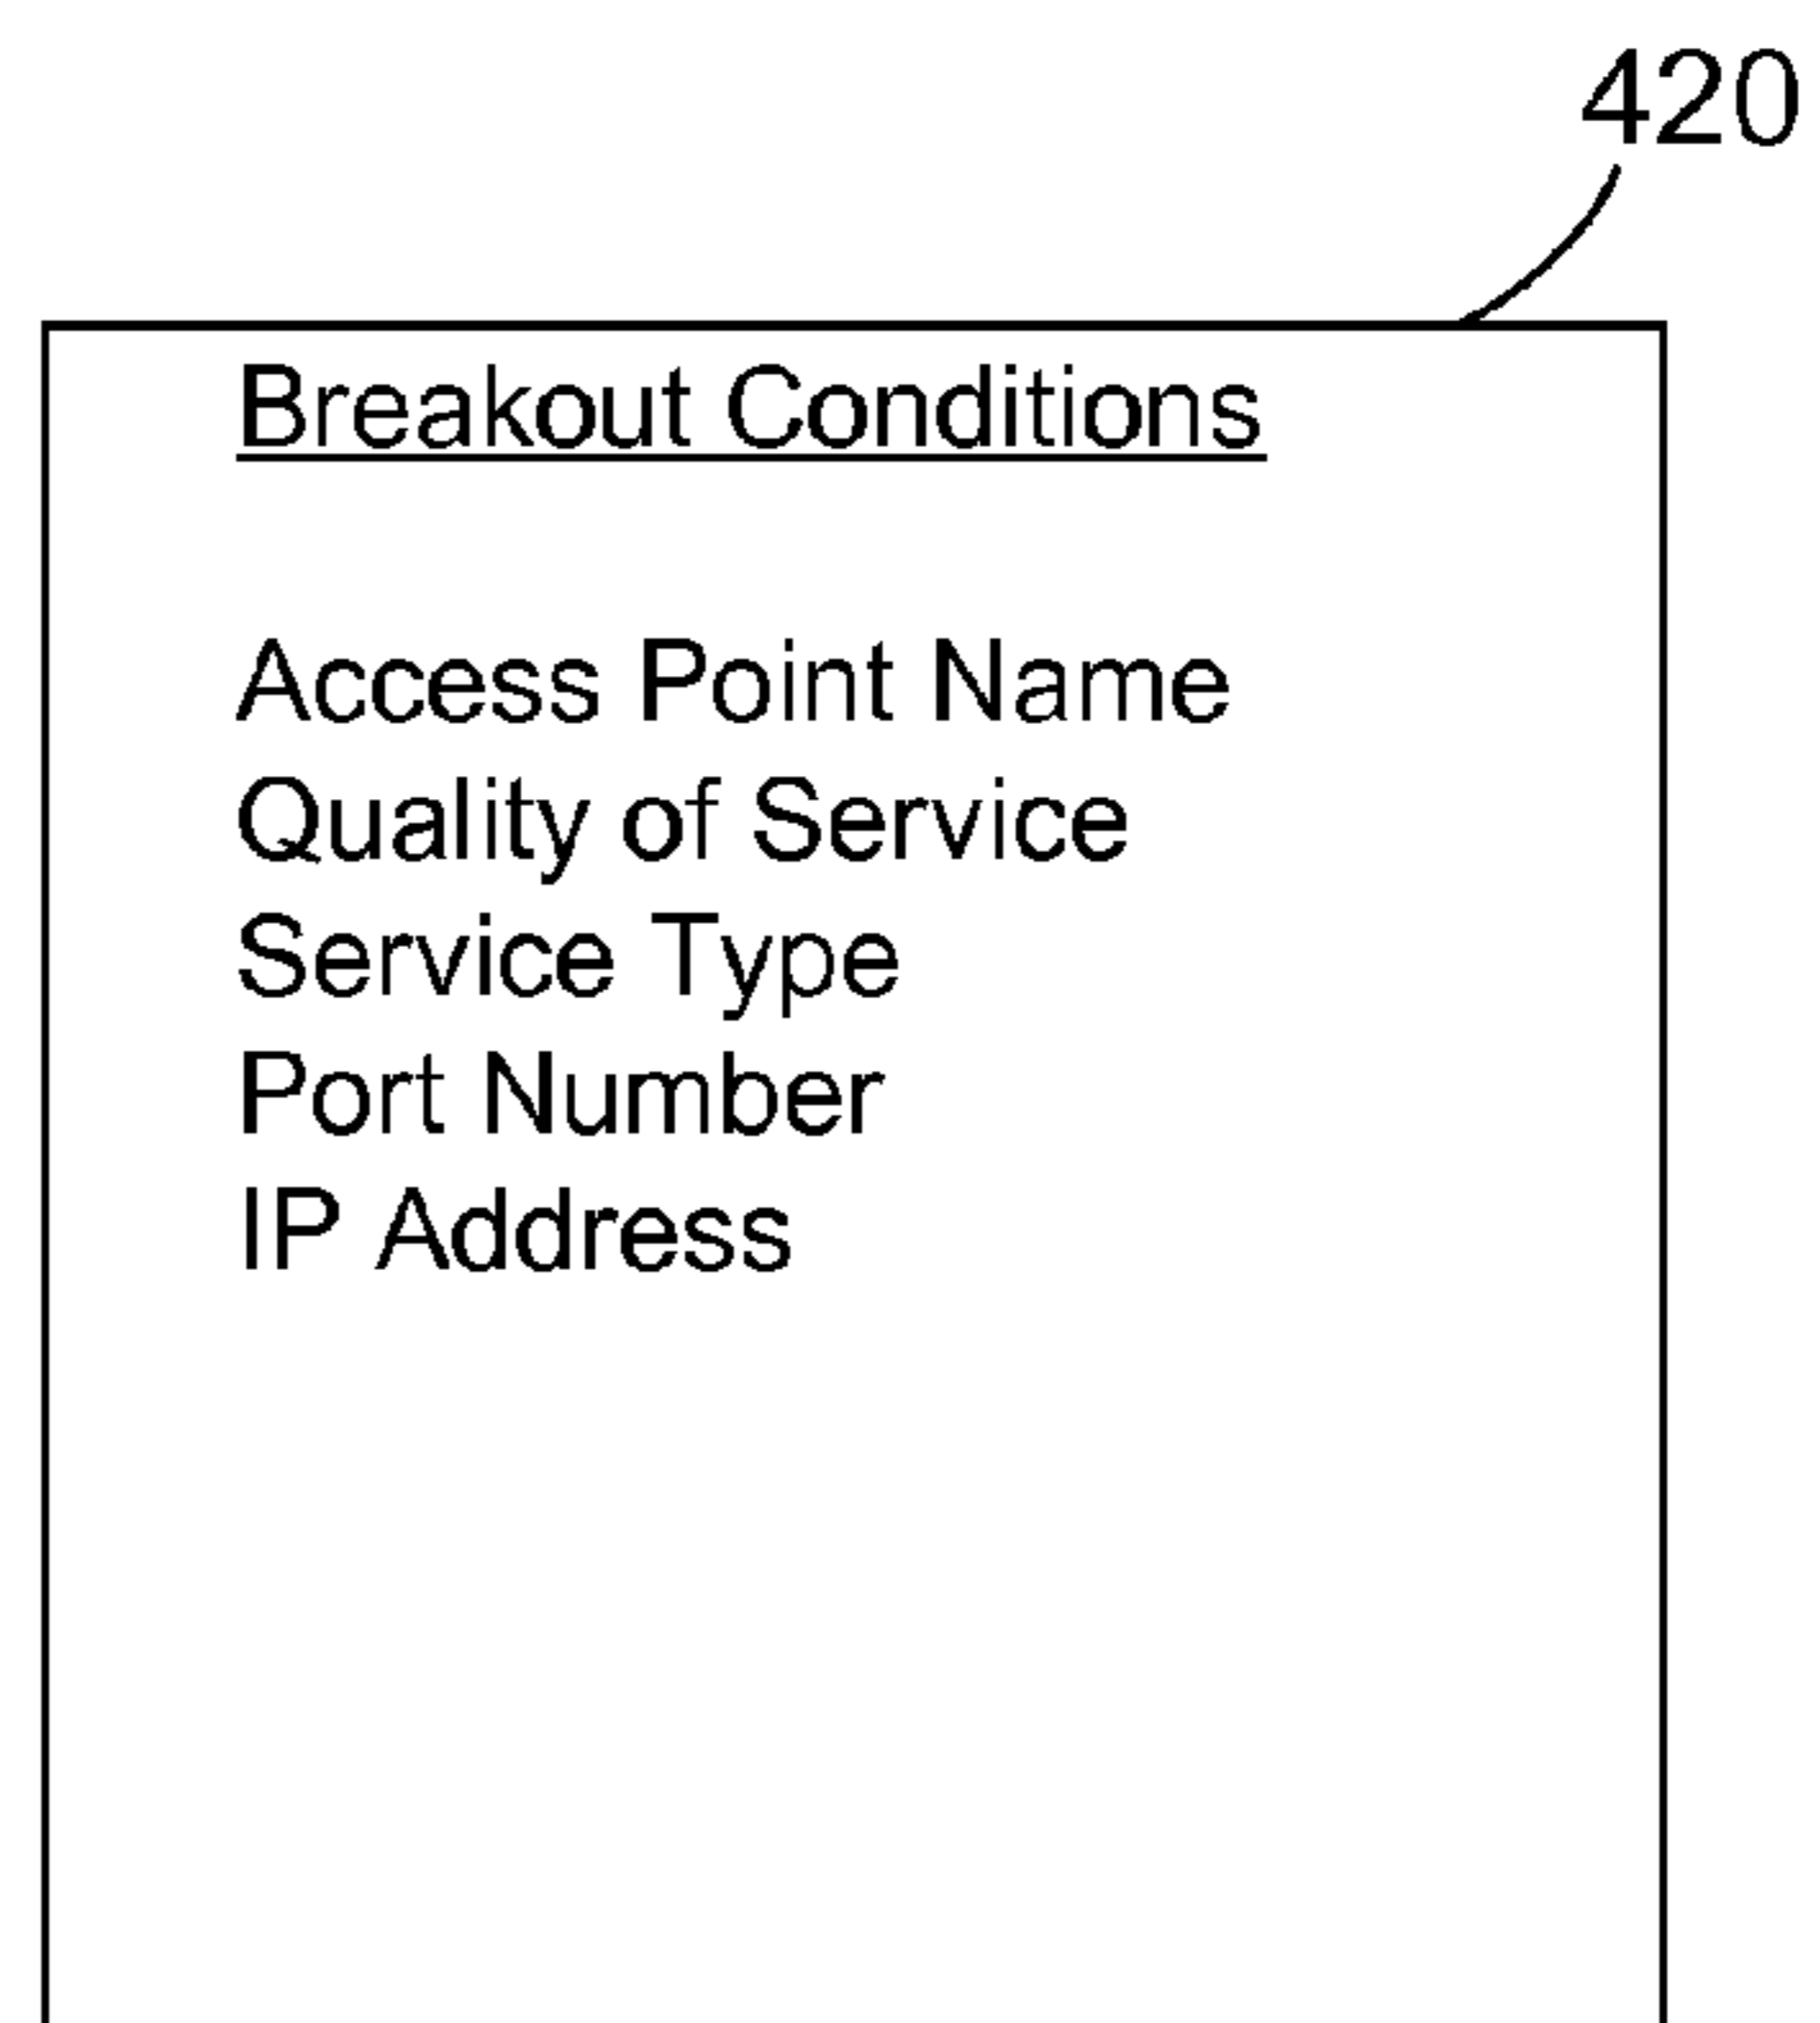 420
Breakout Conditions
Access Point Name
Quality of Service
Service Type
Port Number
IP Address